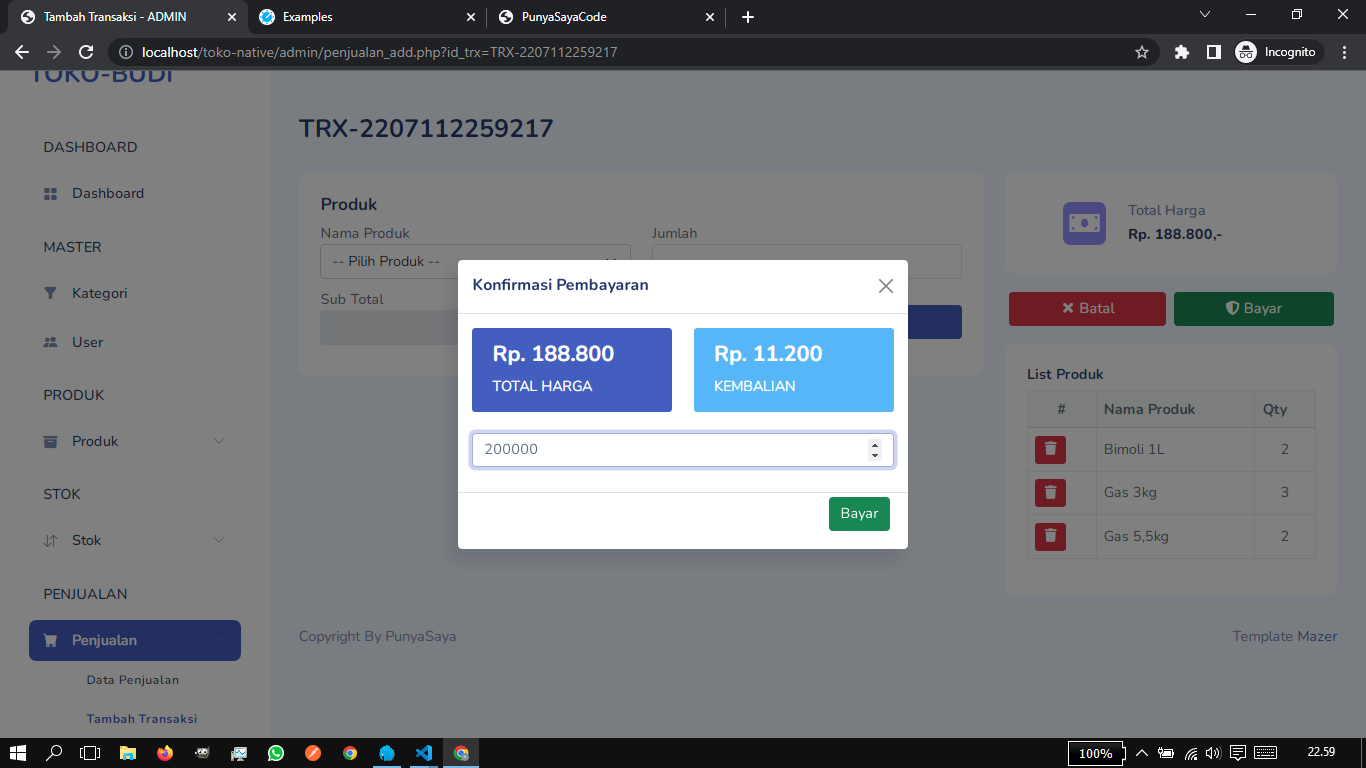 Tambah Transaksi - ADMIN
Examples
PunyaSayaCode
localhost/toko-native/admin/penjualan_add.php?id_trx=TRX-2207112259217
Incognito
TOKO-BUDI
DASHBOARD
Dashboard
MASTER
Kategori
User
PRODUK
Produk
STOK
Stok
PENJUALAN
Penjualan
Data Penjualan
Tambah Transaksi
TRX-2207112259217
Produk
Nama Produk
Jumlah
-- Pilih Produk --
Sub Total
Konfirmasi Pembayaran
Rp. 188.800
TOTAL HARGA
Rp. 11.200
KEMBALIAN
200000
Bayar
Total Harga
Rp. 188.800,-
Batal
Bayar
List Produk
# Nama Produk Qty
Bimoli 1L 2
Gas 3kg 3
Gas 5,5kg 2
Copyright By PunyaSaya
Template Mazer
100%
22.59